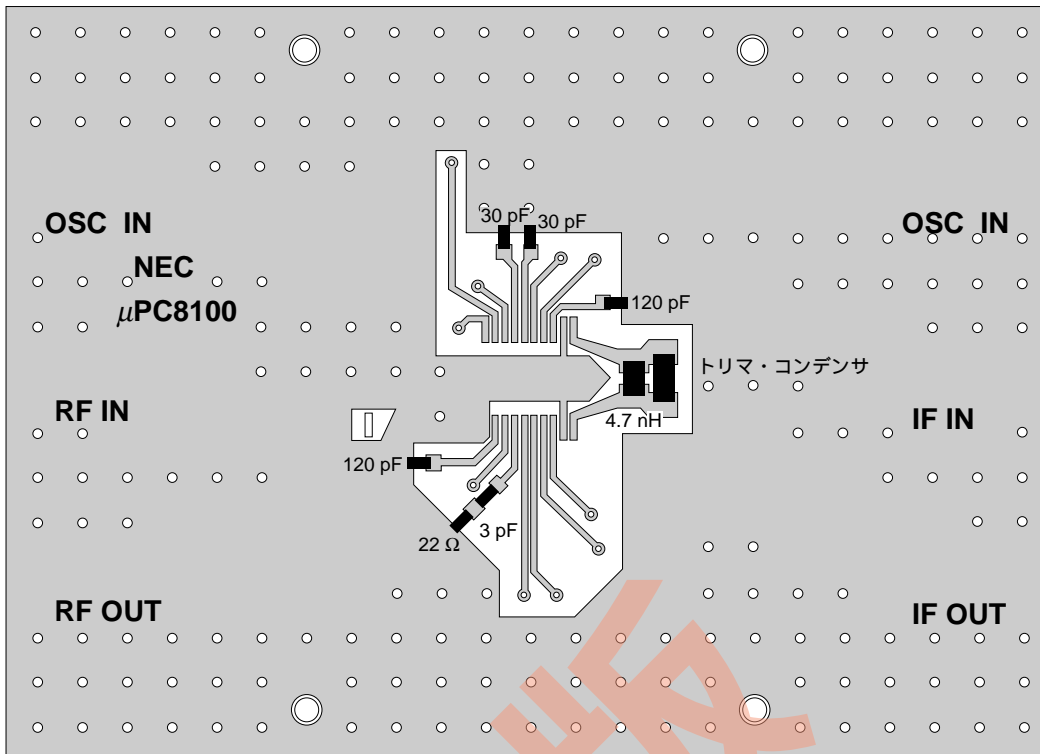 30 pF 30 pF
OSC IN
OSC IN
NEC
μPC8100
120 pF
トリマ・コンデンサ
RF IN
4.7 nH
IF IN
120 pF
3 pF
22 Ω
RF OUT
IF OUT